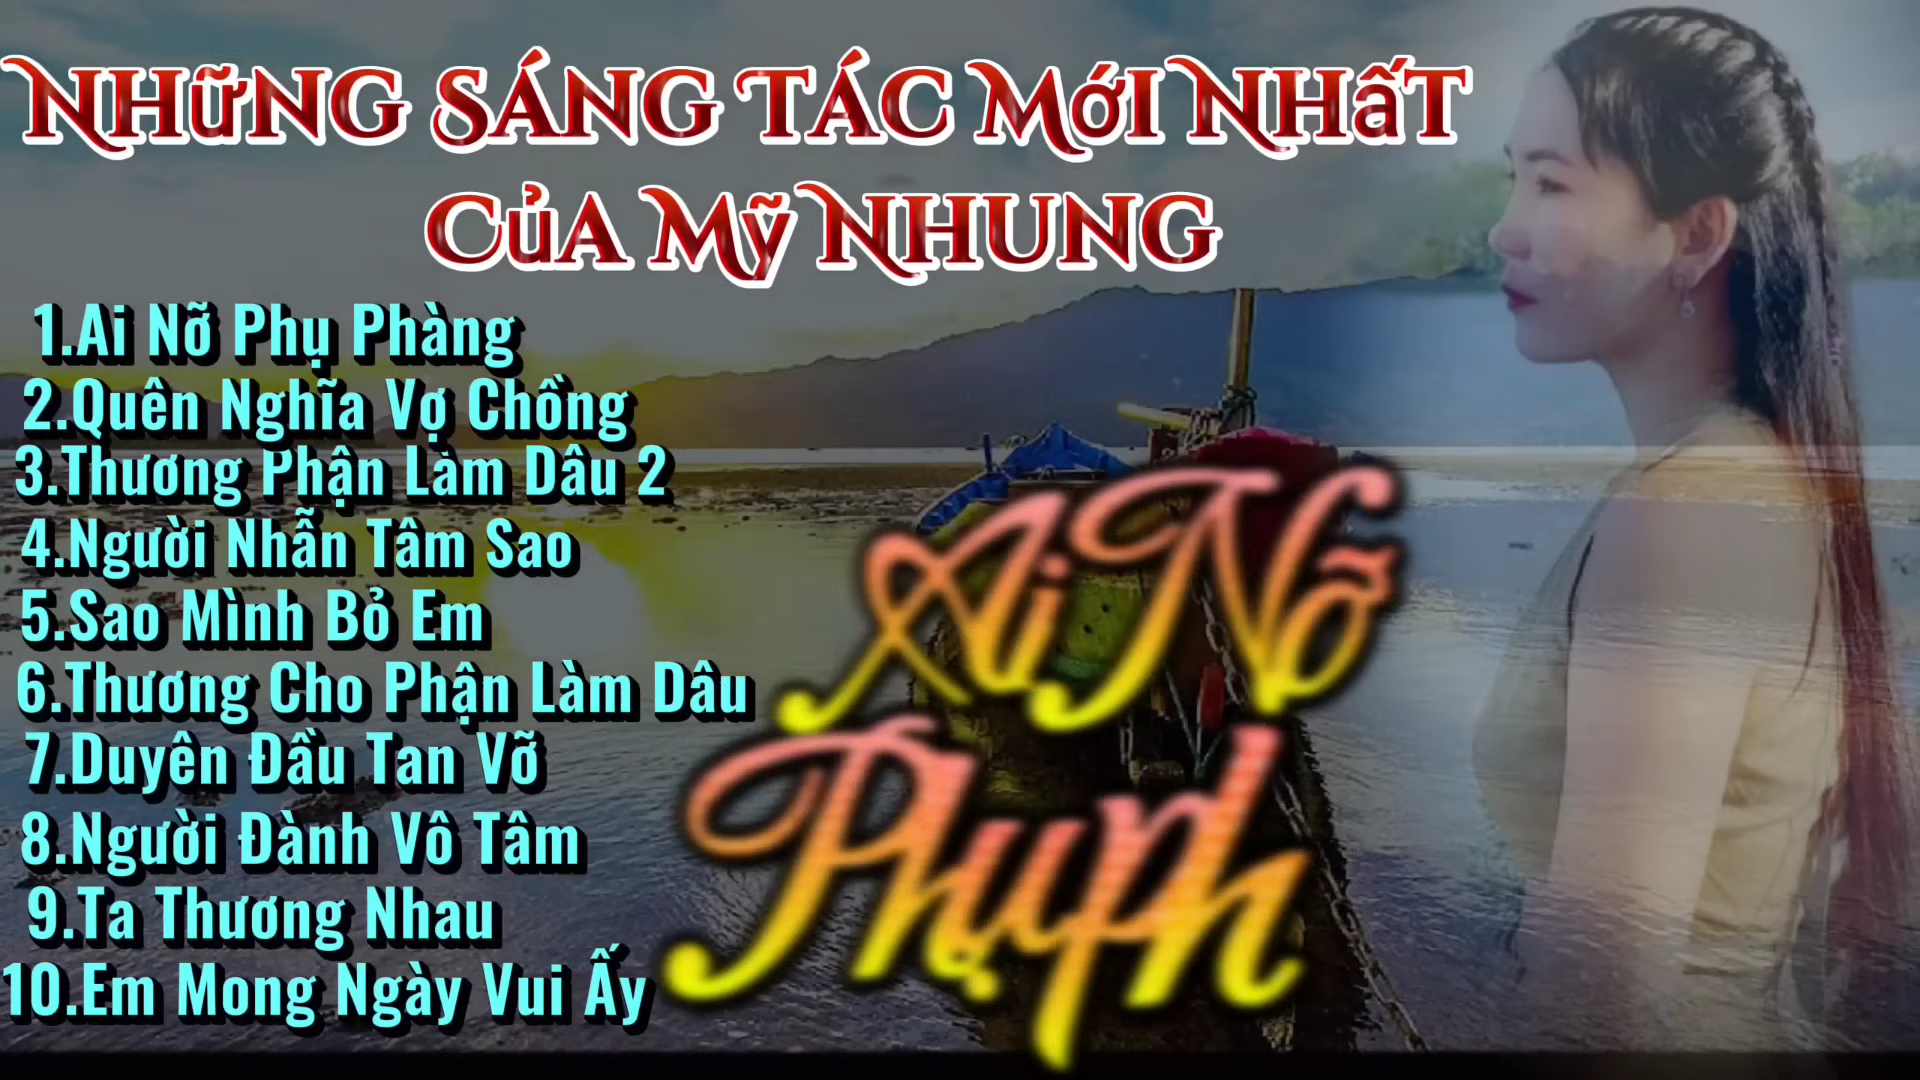 NHỮNG SÁNG TÁC MỚI NHẤT
CỦA MỸ NHUNG
1.Ai Nỡ Phụ Phàng
2.Quên Nghĩa Vợ Chồng
3.Thương Phận Làm Dâu 2
4.Người Nhẫn Tâm Sao
5.Sao Mình Bỏ Em
6.Thương Cho Phận Làm Dâu
7.Duyên Đầu Tan Vỡ
8.Người Đành Vô Tâm
9.Ta Thương Nhau
10.Em Mong Ngày Vui Ấy
Ai Nỡ
Phụ Ph